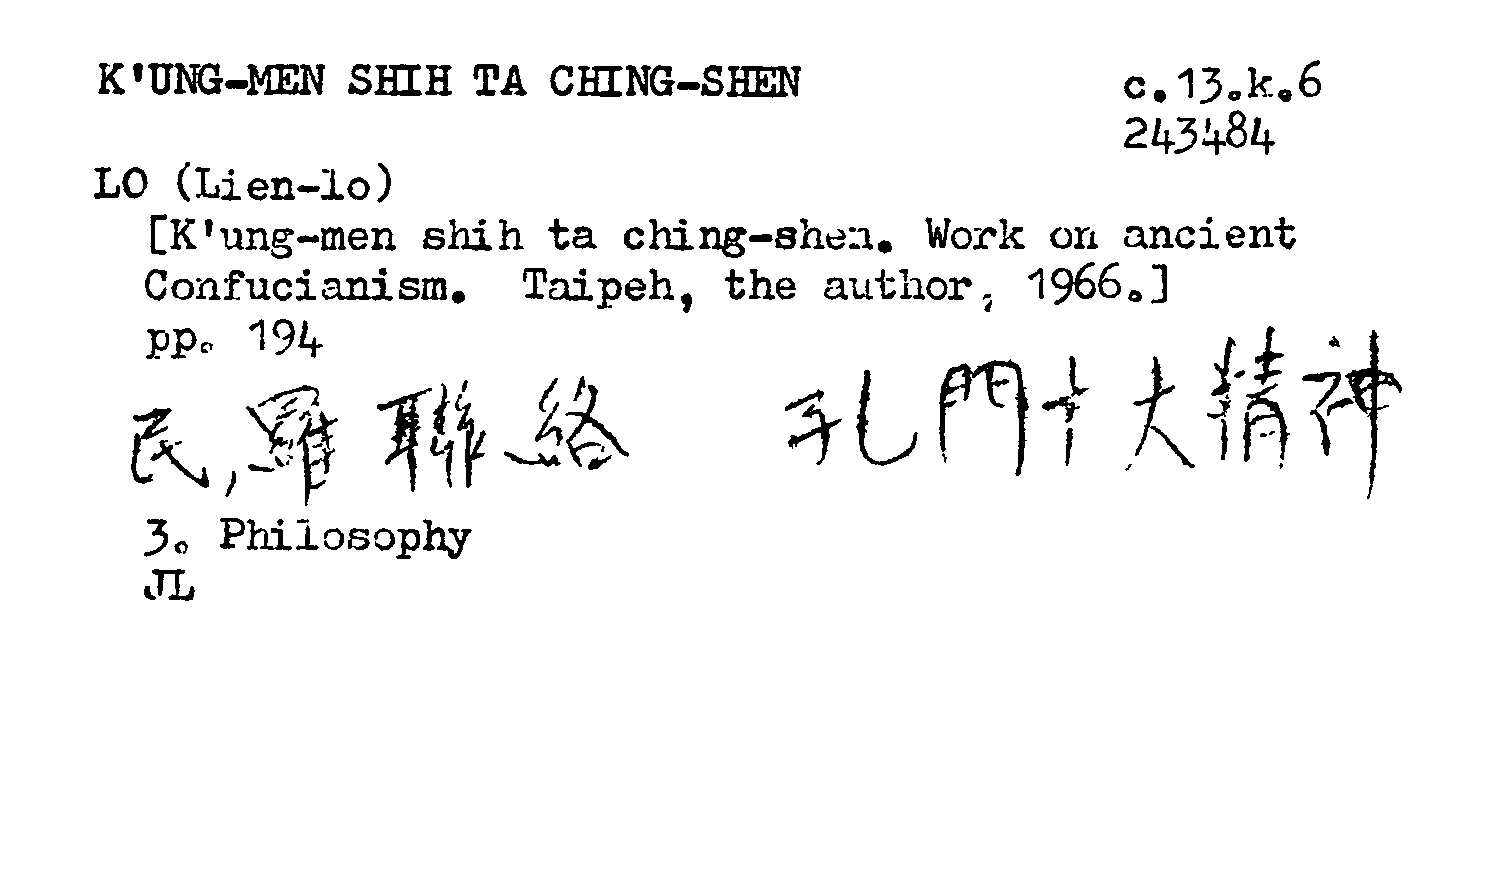 K'UNG-MEN SHIH TA CHING-SHEN
c.13.k.6
243484
LO (Lien-lo)
[K'ung-men shih ta ching-shen. Work on ancient
Confucianism. Taipeh, the author, 1966.]
pp. 194
民, 羅聯絡 孔門十大精神
3. Philosophy
JL